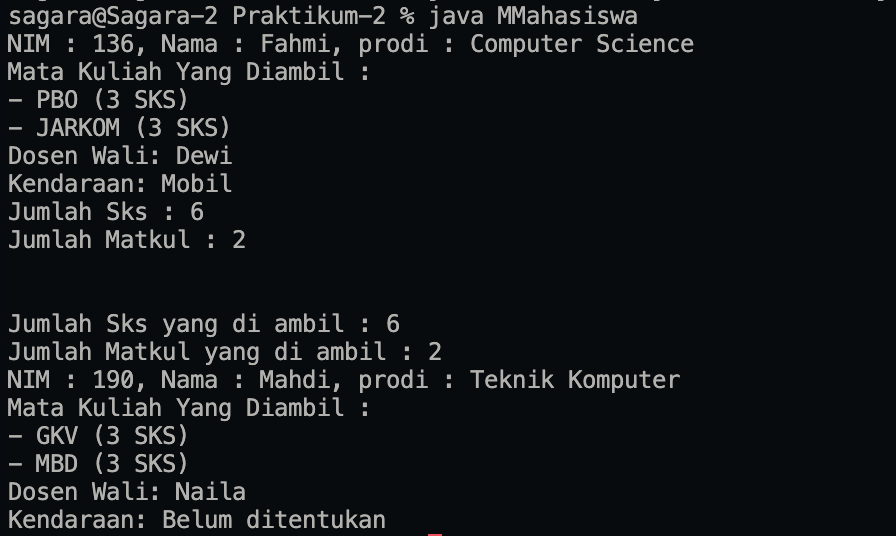 sagara@Sagara-2 Praktikum-2 % java MMahasiswa
NIM : 136, Nama : Fahmi, prodi : Computer Science
Mata Kuliah Yang Diambil :
- PBO (3 SKS)
- JARKOM (3 SKS)
Dosen Wali: Dewi
Kendaraan: Mobil
Jumlah Sks : 6
Jumlah Matkul : 2
Jumlah Sks yang di ambil : 6
Jumlah Matkul yang di ambil : 2
NIM : 190, Nama : Mahdi, prodi : Teknik Komputer
Mata Kuliah Yang Diambil :
- GKV (3 SKS)
- MBD (3 SKS)
Dosen Wali: Naila
Kendaraan: Belum ditentukan